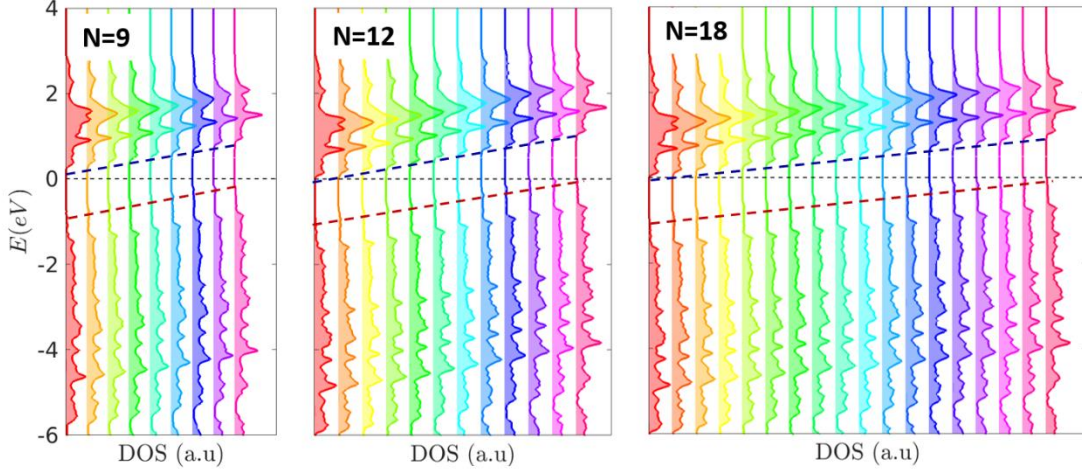 4
2
0
-2
-4
-6
E(eV)
N=9
N=12
N=18
DOS (a.u)
DOS (a.u)
DOS (a.u)